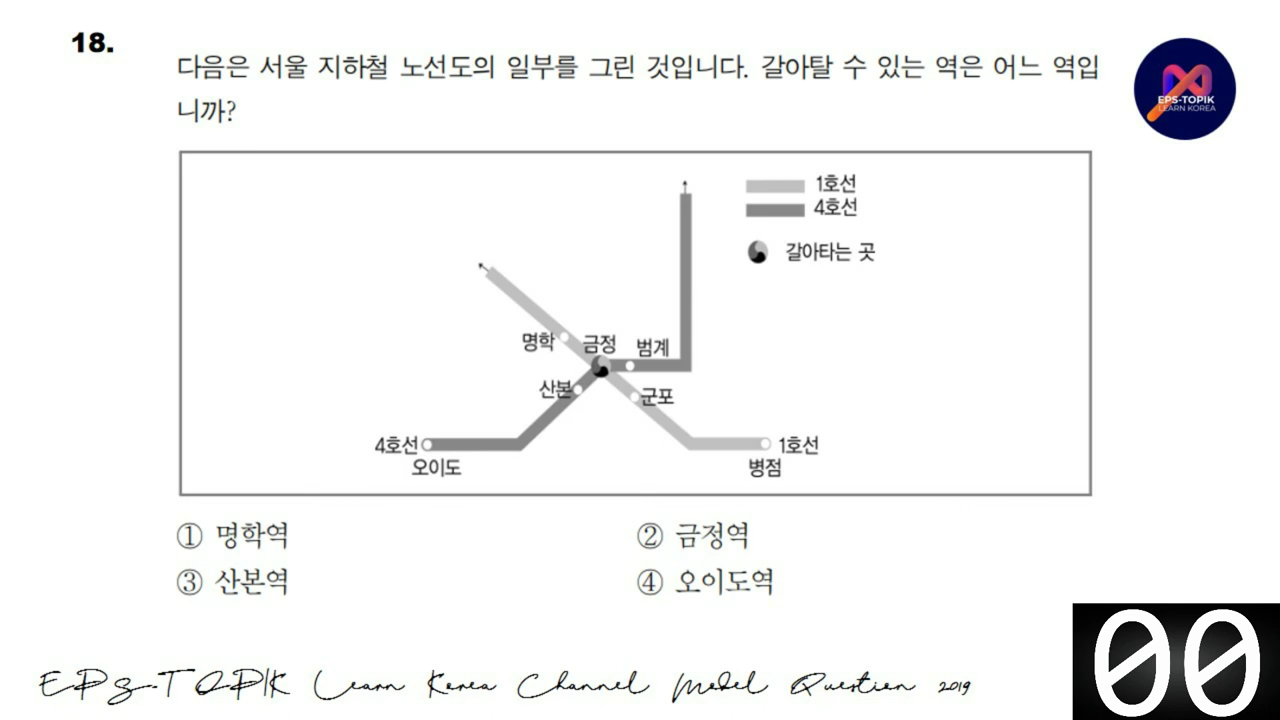 18.
다음은 서울 지하철 노선도의 일부를 그린 것입니다. 갈아탈 수 있는 역은 어느 역입
니까?
EPS-TOPIK
LEARN KOREA
1호선
4호선
갈아타는 곳
명학 금정 범계
산본 군포
4호선 1호선
오이도 병점
① 명학역 ② 금정역
③ 산본역 ④ 오이도역
EPS-TOPIK Learn Korea Channel Model Question 2019
00